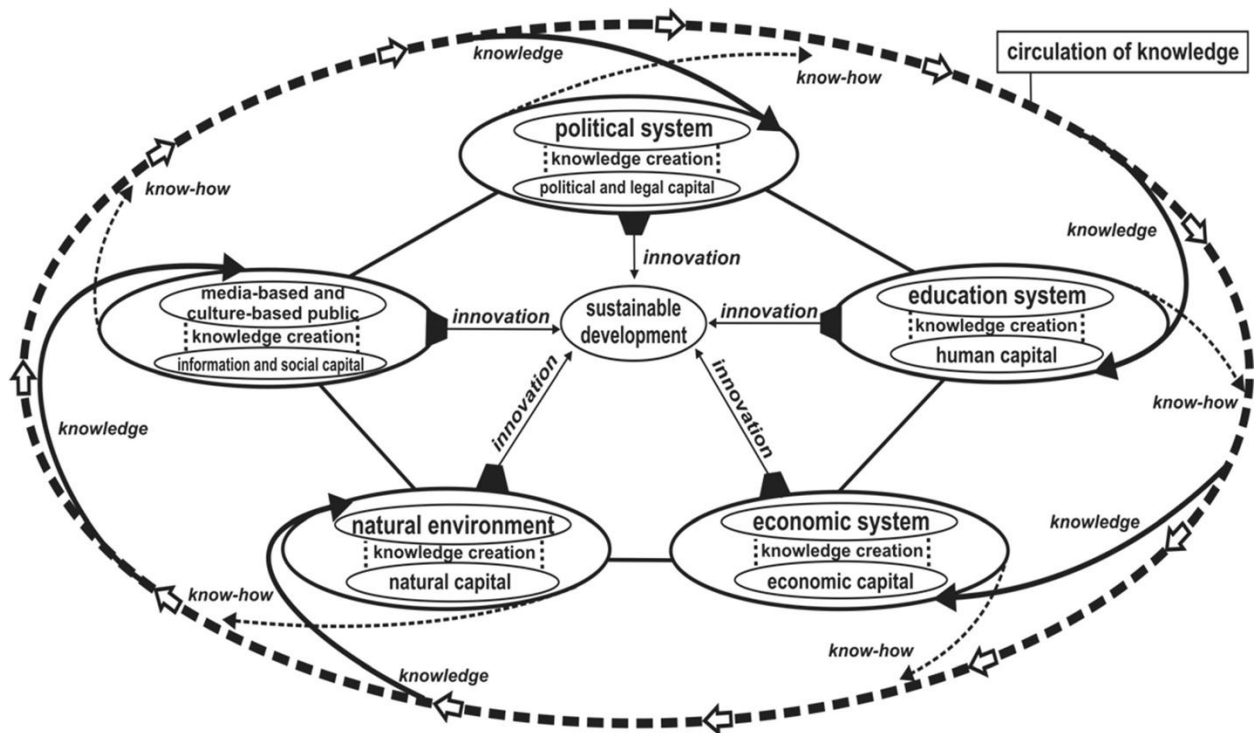 knowledge
know-how
circulation of knowledge
political system
knowledge creation
political and legal capital
know-how
knowledge
innovation
media-based and
culture-based public
knowledge creation
information and social capital
innovation
sustainable
development
innovation
education system
knowledge creation
human capital
know-how
knowledge
innovation
innovation
natural environment
knowledge creation
natural capital
economic system
knowledge creation
economic capital
knowledge
know-how
know-how
knowledge